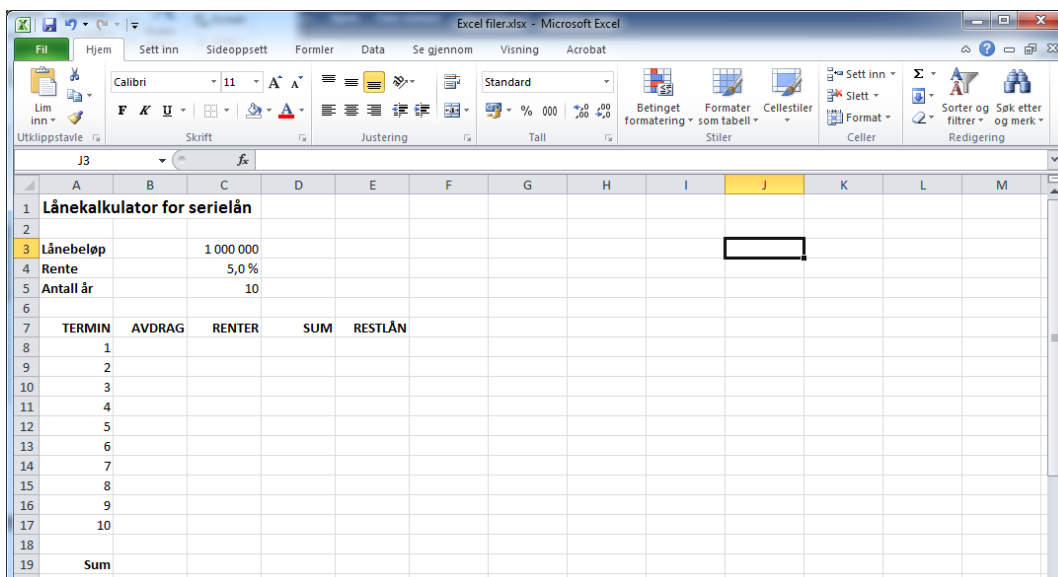 Excel filer.xlsx - Microsoft Excel
Fil Hjem Sett inn Sideoppsett Formler Data Se gjennom Visning Acrobat
Lim inn
Calibri 11 A A
F K U A
Standard
% 000 ,00 ,0
Betinget formatering
Formater som tabell
Cellestiler
Sett inn
Slett
Format
Σ
Sorter og filtrer
Søk etter og merk
Utklippstavle Skrift Justering Tall Stiler Celler Redigering
J3 fx
A B C D E F G H I J K L M
1 Lånekalkulator for serielån
2
3 Lånebeløp 1 000 000
4 Rente 5,0 %
5 Antall år 10
6
7 TERMIN AVDRAG RENTER SUM RESTLÅN
8 1
9 2
10 3
11 4
12 5
13 6
14 7
15 8
16 9
17 10
18
19 Sum